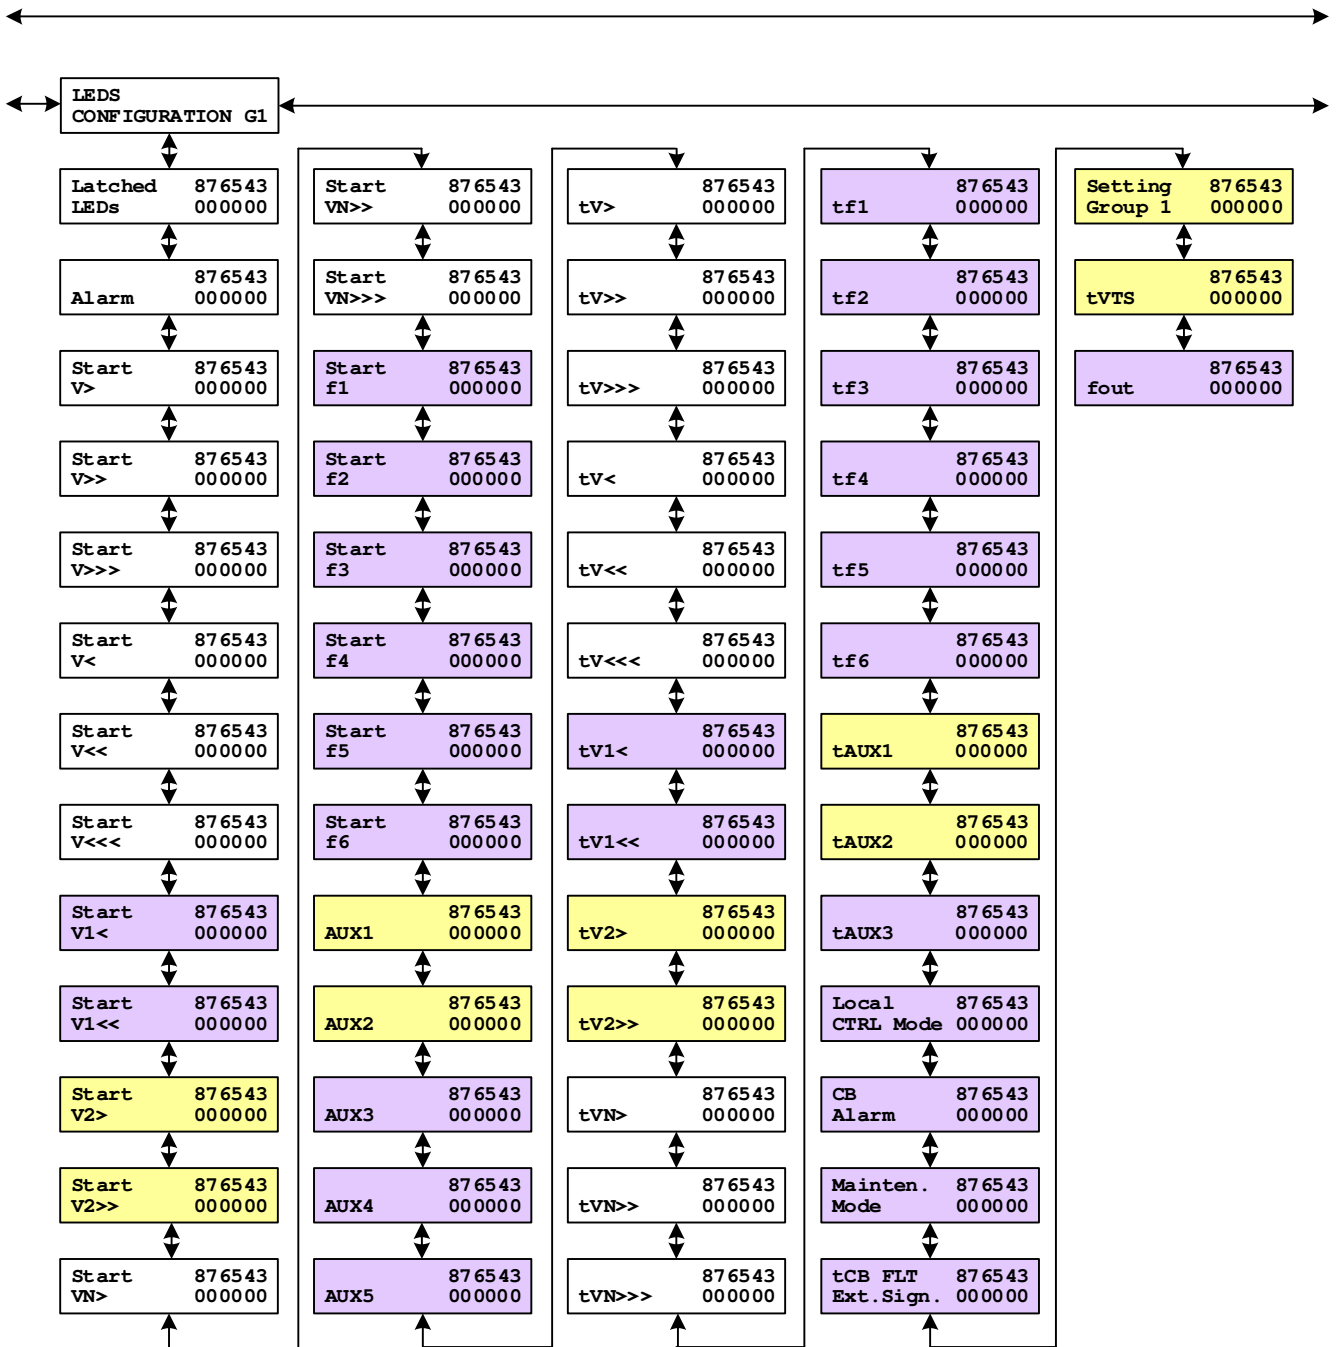 LEDS
CONFIGURATION G1
Latched 876543
LEDs 000000
876543
Alarm 000000
Start 876543
V> 000000
Start 876543
V>> 000000
Start 876543
V>>> 000000
Start 876543
V< 000000
Start 876543
V<< 000000
Start 876543
V<<< 000000
Start 876543
V1< 000000
Start 876543
V1<< 000000
Start 876543
V2> 000000
Start 876543
V2>> 000000
Start 876543
VN> 000000
Start 876543
VN>> 000000
Start 876543
VN>>> 000000
Start 876543
f1 000000
Start 876543
f2 000000
Start 876543
f3 000000
Start 876543
f4 000000
Start 876543
f5 000000
Start 876543
f6 000000
876543
AUX1 000000
876543
AUX2 000000
876543
AUX3 000000
876543
AUX4 000000
876543
AUX5 000000
876543
tV> 000000
876543
tV>> 000000
876543
tV>>> 000000
876543
tV< 000000
876543
tV<< 000000
876543
tV<<< 000000
876543
tV1< 000000
876543
tV1<< 000000
876543
tV2> 000000
876543
tV2>> 000000
876543
tVN> 000000
876543
tVN>> 000000
876543
tVN>>> 000000
876543
tf1 000000
876543
tf2 000000
876543
tf3 000000
876543
tf4 000000
876543
tf5 000000
876543
tf6 000000
876543
tAUX1 000000
876543
tAUX2 000000
876543
tAUX3 000000
Local 876543
CTRL Mode 000000
CB 876543
Alarm 000000
Mainten. 876543
Mode 000000
tCB FLT 876543
Ext.Sign. 000000
Setting 876543
Group 1 000000
876543
tVTS 000000
876543
fout 000000